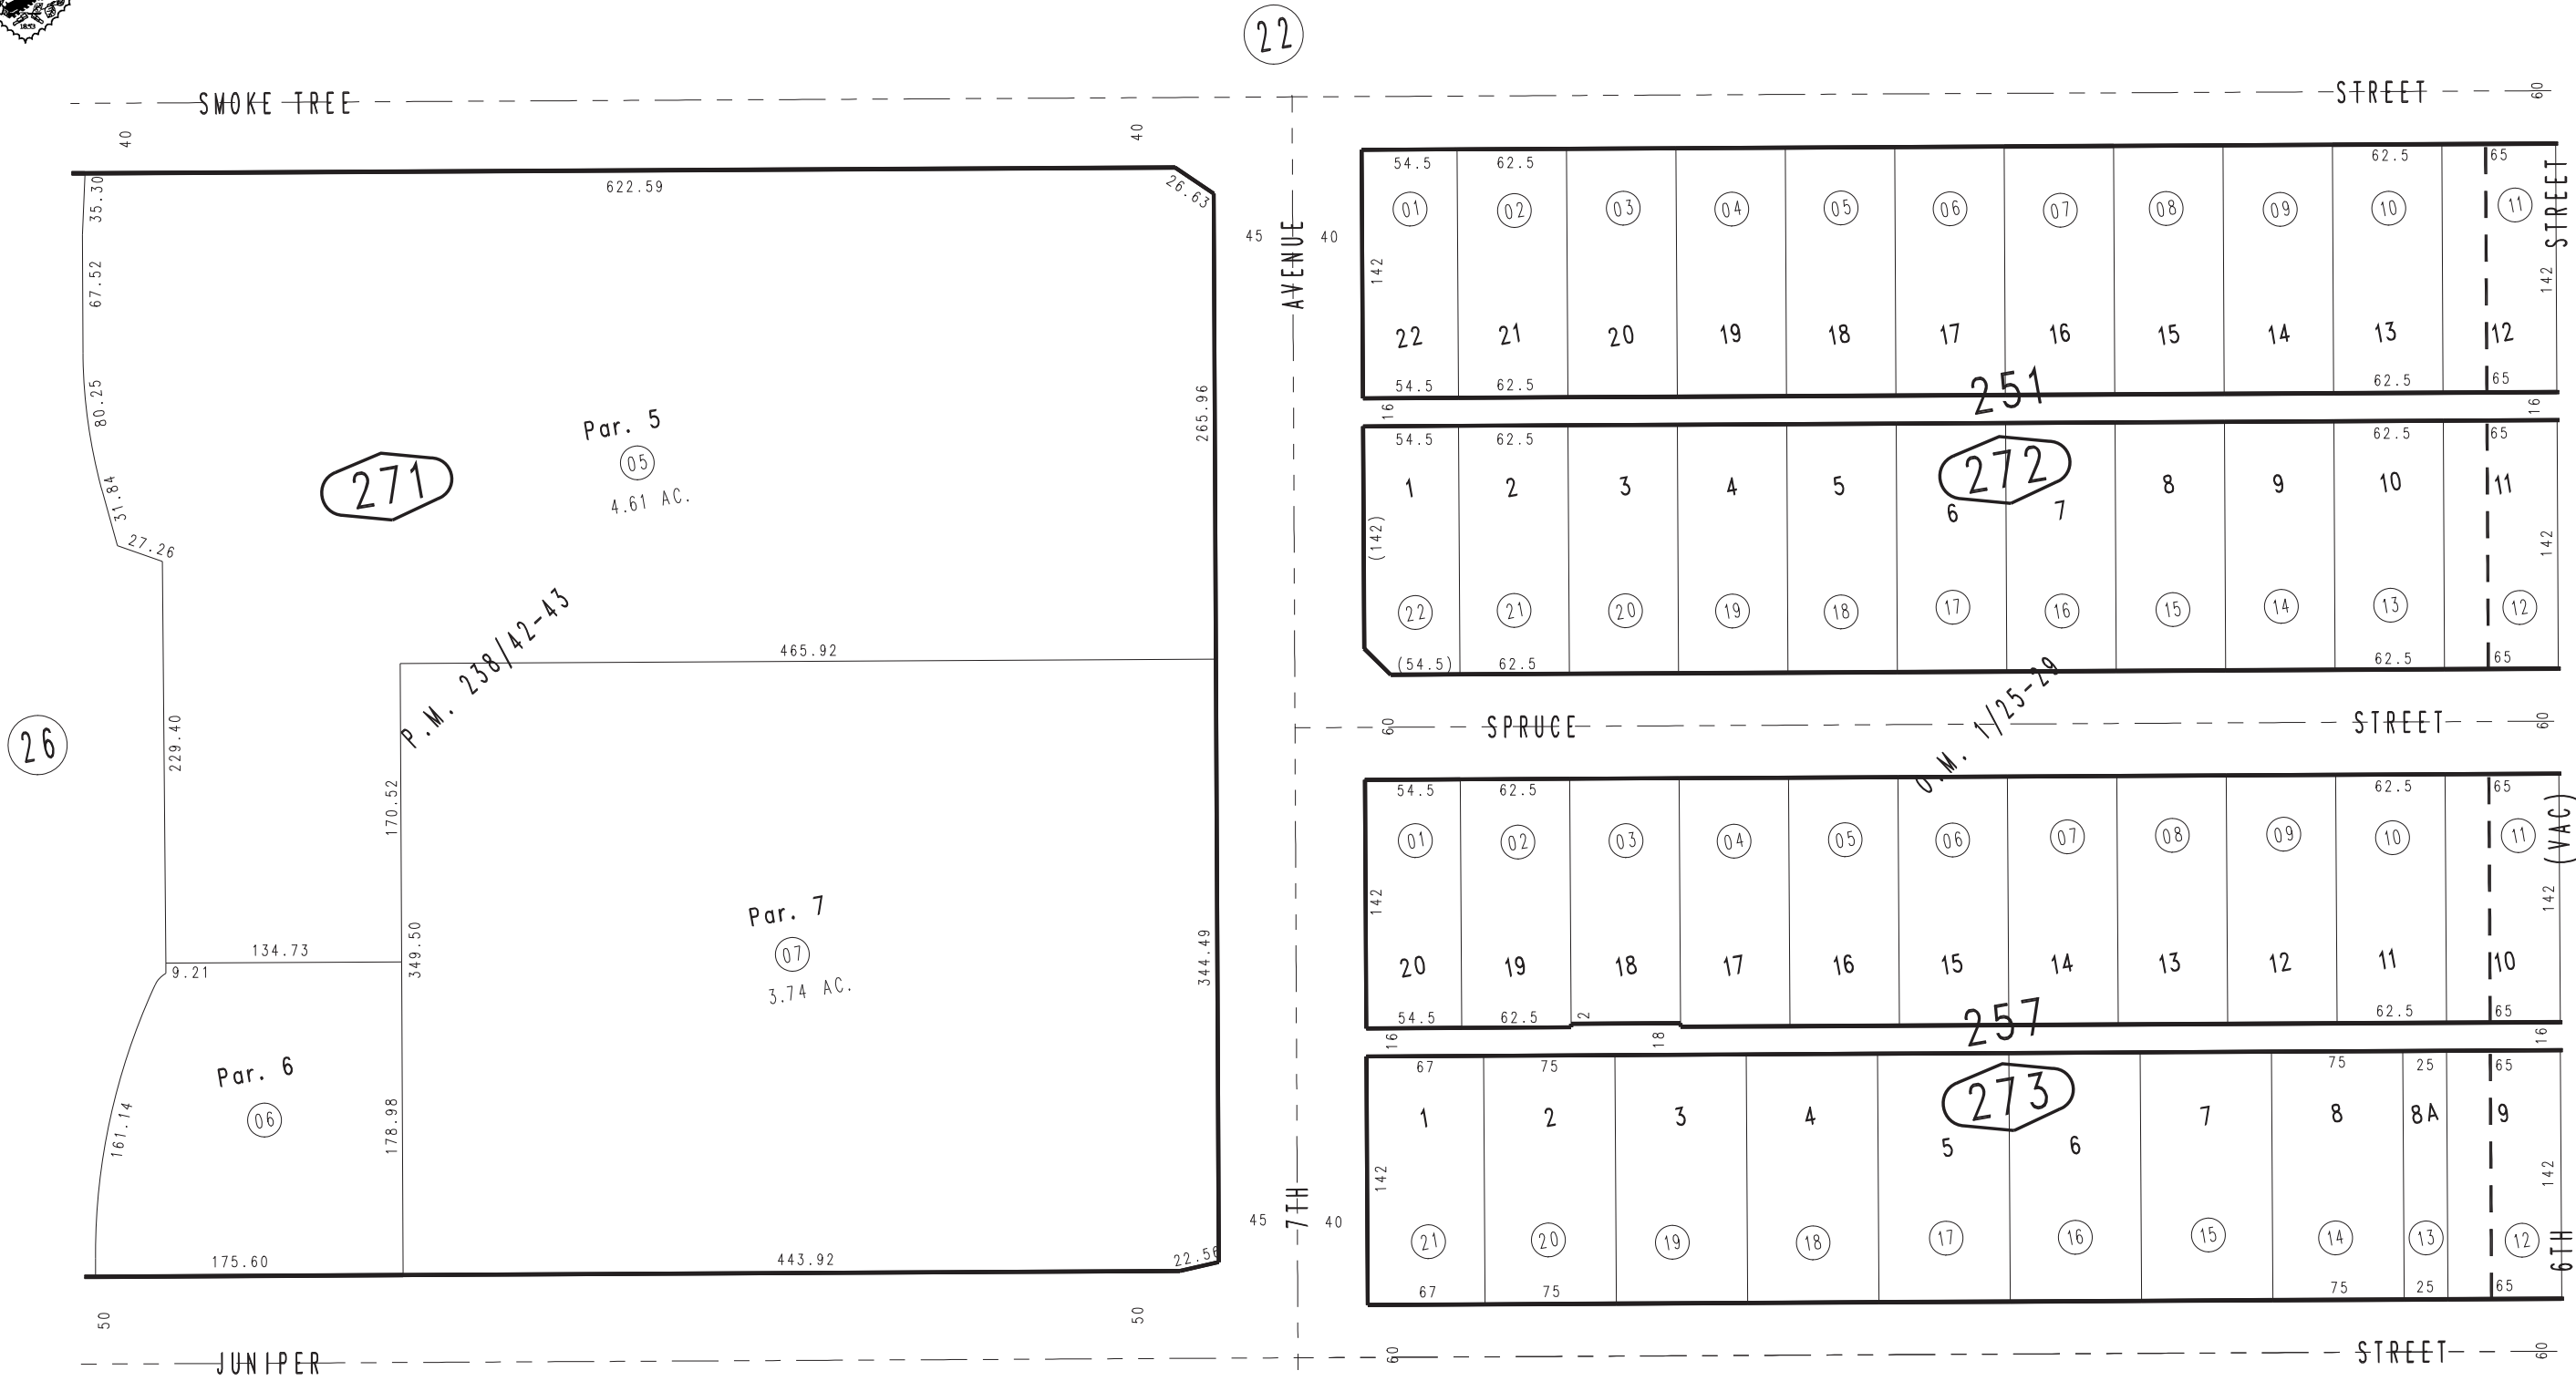 1853
22
SMOKE TREE STREET 60
40 40
622.59
26.63
35.30
67.52
80.25
31.84
27.26
229.40
271
Par. 5
05
4.61 AC.
265.96
P.M. 238/42-43
465.92
26
170.52
349.50
134.73
9.21
Par. 7
07
3.74 AC.
344.49
Par. 6
06
161.14
178.98
175.60
443.92
50 50
45 AVENUE 40
45 7TH 40
54.5 62.5 62.5 65
01 02 03 04 05 06 07 08 09 10 11
142 142
STREET
22 21 20 19 18 17 16 15 14 13 12
54.5 62.5 62.5 65
251
16 16
54.5 62.5 62.5 65
272
1 2 3 4 5 6 7 8 9 10 11
(142) 142
22 21 20 19 18 17 16 15 14 13 12
(54.5) 62.5 62.5 65
60 SPRUCE STREET 60
54.5 62.5 62.5 65
01 02 03 04 05 06 07 08 09 10 11
(VAC)
142 142
20 19 18 17 16 15 14 13 12 11 10
54.5 62.5 2 62.5 65
257
16 18 16
67 75 75 25 65
273
1 2 3 4 5 6 7 8 8A 9
142 142
21 20 19 18 17 16 15 14 13 12
6TH
67 75 75 25 65
JUNIPER 60 STREET 60